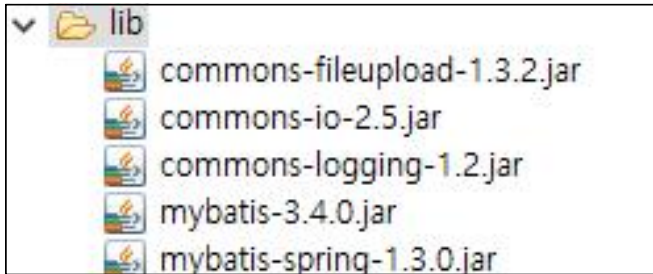 lib
commons-fileupload-1.3.2.jar
commons-io-2.5.jar
commons-logging-1.2.jar
mybatis-3.4.0.jar
mybatis-spring-1.3.0.jar